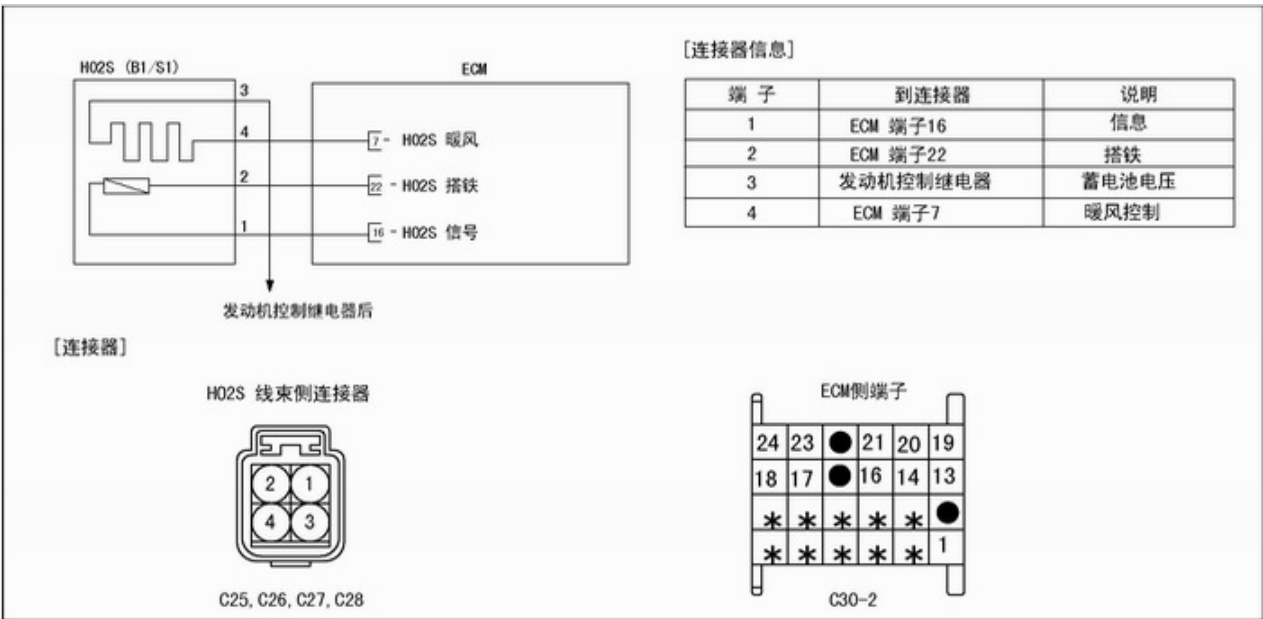 [连接器信息]
HO2S (B1/S1)
ECM
3
4
7- HO2S 暖风
2
22 - HO2S 搭铁
1
16 - HO2S 信号
发动机控制继电器后
端 子 到连接器 说明
1 ECM 端子16 信息
2 ECM 端子22 搭铁
3 发动机控制继电器 蓄电池电压
4 ECM 端子7 暖风控制
[连接器]
HO2S 线束侧连接器
2 1
4 3
C25, C26, C27, C28
ECM侧端子
24 23 ● 21 20 19
18 17 ● 16 14 13
* * * * * ●
* * * * * 1
C30-2